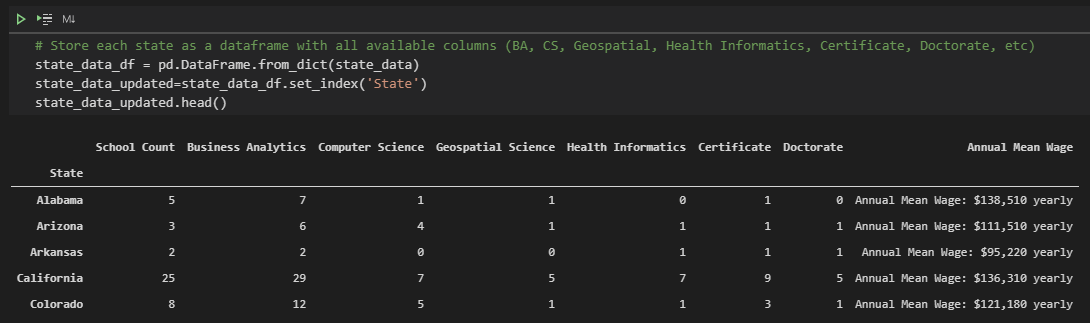 M↓
# Store each state as a dataframe with all available columns (BA, CS, Geospatial, Health Informatics, Certificate, Doctorate, etc)
state_data_df = pd.DataFrame.from_dict(state_data)
state_data_updated=state_data_df.set_index('State')
state_data_updated.head()
School Count Business Analytics Computer Science Geospatial Science Health Informatics Certificate Doctorate Annual Mean Wage
State
Alabama 5 7 1 1 0 1 0 Annual Mean Wage: $138,510 yearly
Arizona 3 6 4 1 1 1 1 Annual Mean Wage: $111,510 yearly
Arkansas 2 2 0 0 1 1 1 Annual Mean Wage: $95,220 yearly
California 25 29 7 5 7 9 5 Annual Mean Wage: $136,310 yearly
Colorado 8 12 5 1 1 3 1 Annual Mean Wage: $121,180 yearly